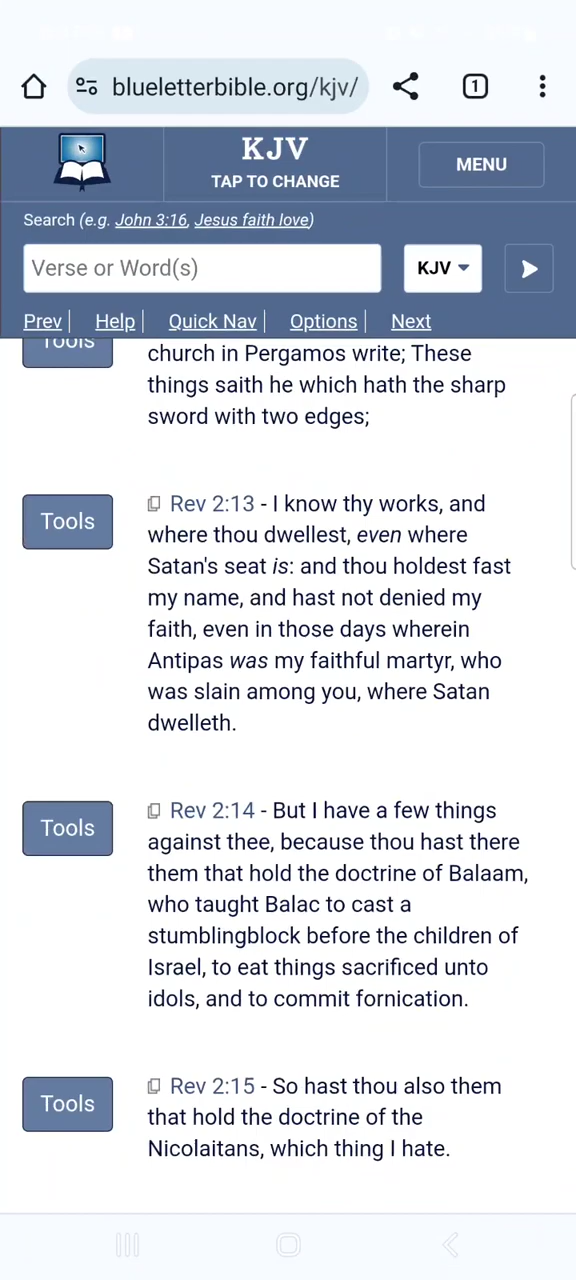 blueletterbible.org/kjv/
1
KJV
TAP TO CHANGE
MENU
Search (e.g. John 3:16, Jesus faith love)
Verse or Word(s)
KJV
Prev | Help | Quick Nav | Options | Next
Tools
church in Pergamos write; These
things saith he which hath the sharp
sword with two edges;
Tools
Rev 2:13 - I know thy works, and
where thou dwellest, even where
Satan's seat is: and thou holdest fast
my name, and hast not denied my
faith, even in those days wherein
Antipas was my faithful martyr, who
was slain among you, where Satan
dwelleth.
Tools
Rev 2:14 - But I have a few things
against thee, because thou hast there
them that hold the doctrine of Balaam,
who taught Balac to cast a
stumblingblock before the children of
Israel, to eat things sacrificed unto
idols, and to commit fornication.
Tools
Rev 2:15 - So hast thou also them
that hold the doctrine of the
Nicolaitans, which thing I hate.